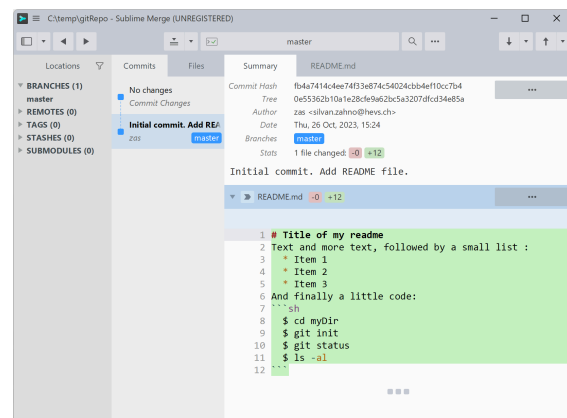 C:\temp\gitRepo - Sublime Merge (UNREGISTERED)
master
Locations
Commits
Files
Summary
README.md
BRANCHES (1)
master
REMOTES (0)
TAGS (0)
STASHES (0)
SUBMODULES (0)
No changes
Commit Changes
Initial commit. Add REA
zas master
Commit Hash fb4a7414c4ee74f33e874c54024cbb4ef10cc7b4
Tree 0e55362b10a1e28cfe9a62bc5a3207dfcd34e85a
Author zas <silvan.zahno@hevs.ch>
Date Thu, 26 Oct, 2023, 15:24
Branches master
Stats 1 file changed: -0 +12
Initial commit. Add README file.
README.md -0 +12
1 # Title of my readme
2 Text and more text, followed by a small list :
3 * Item 1
4 * Item 2
5 * Item 3
6 And finally a little code:
7 ```sh
8 $ cd myDir
9 $ git init
10 $ git status
11 $ ls -al
12 ```